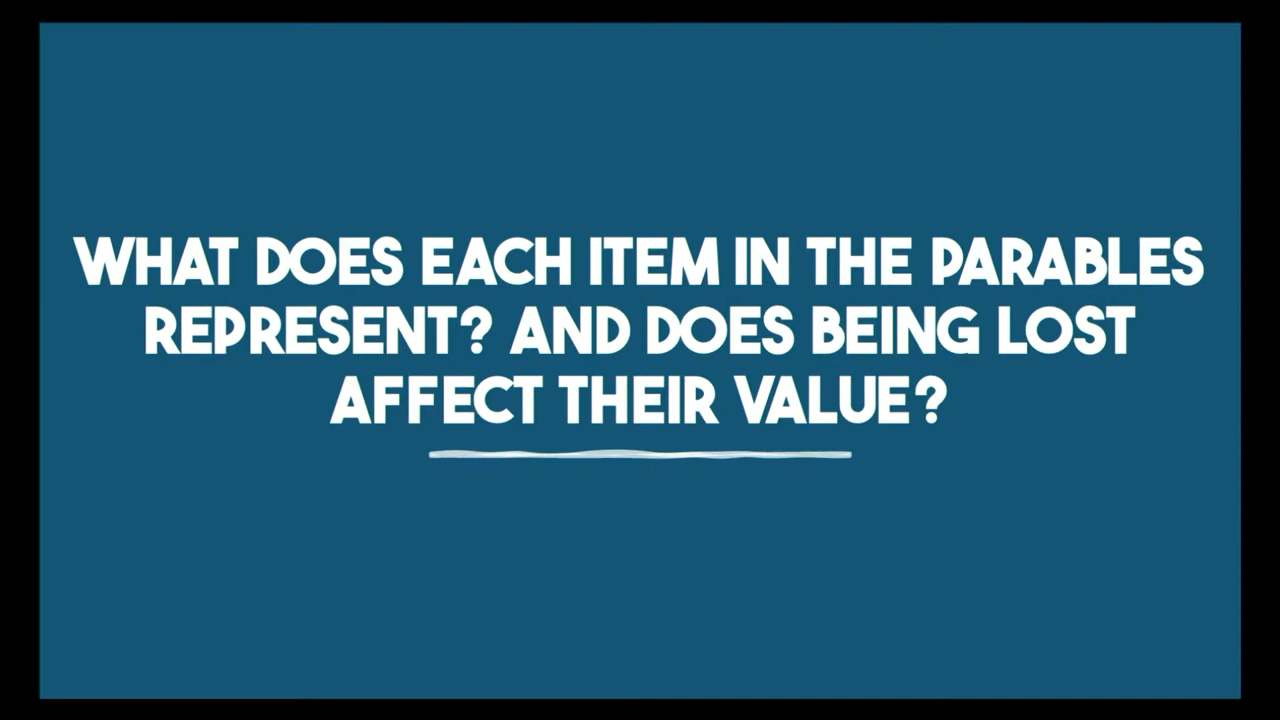 WHAT DOES EACH ITEM IN THE PARABLES
REPRESENT? AND DOES BEING LOST
AFFECT THEIR VALUE?